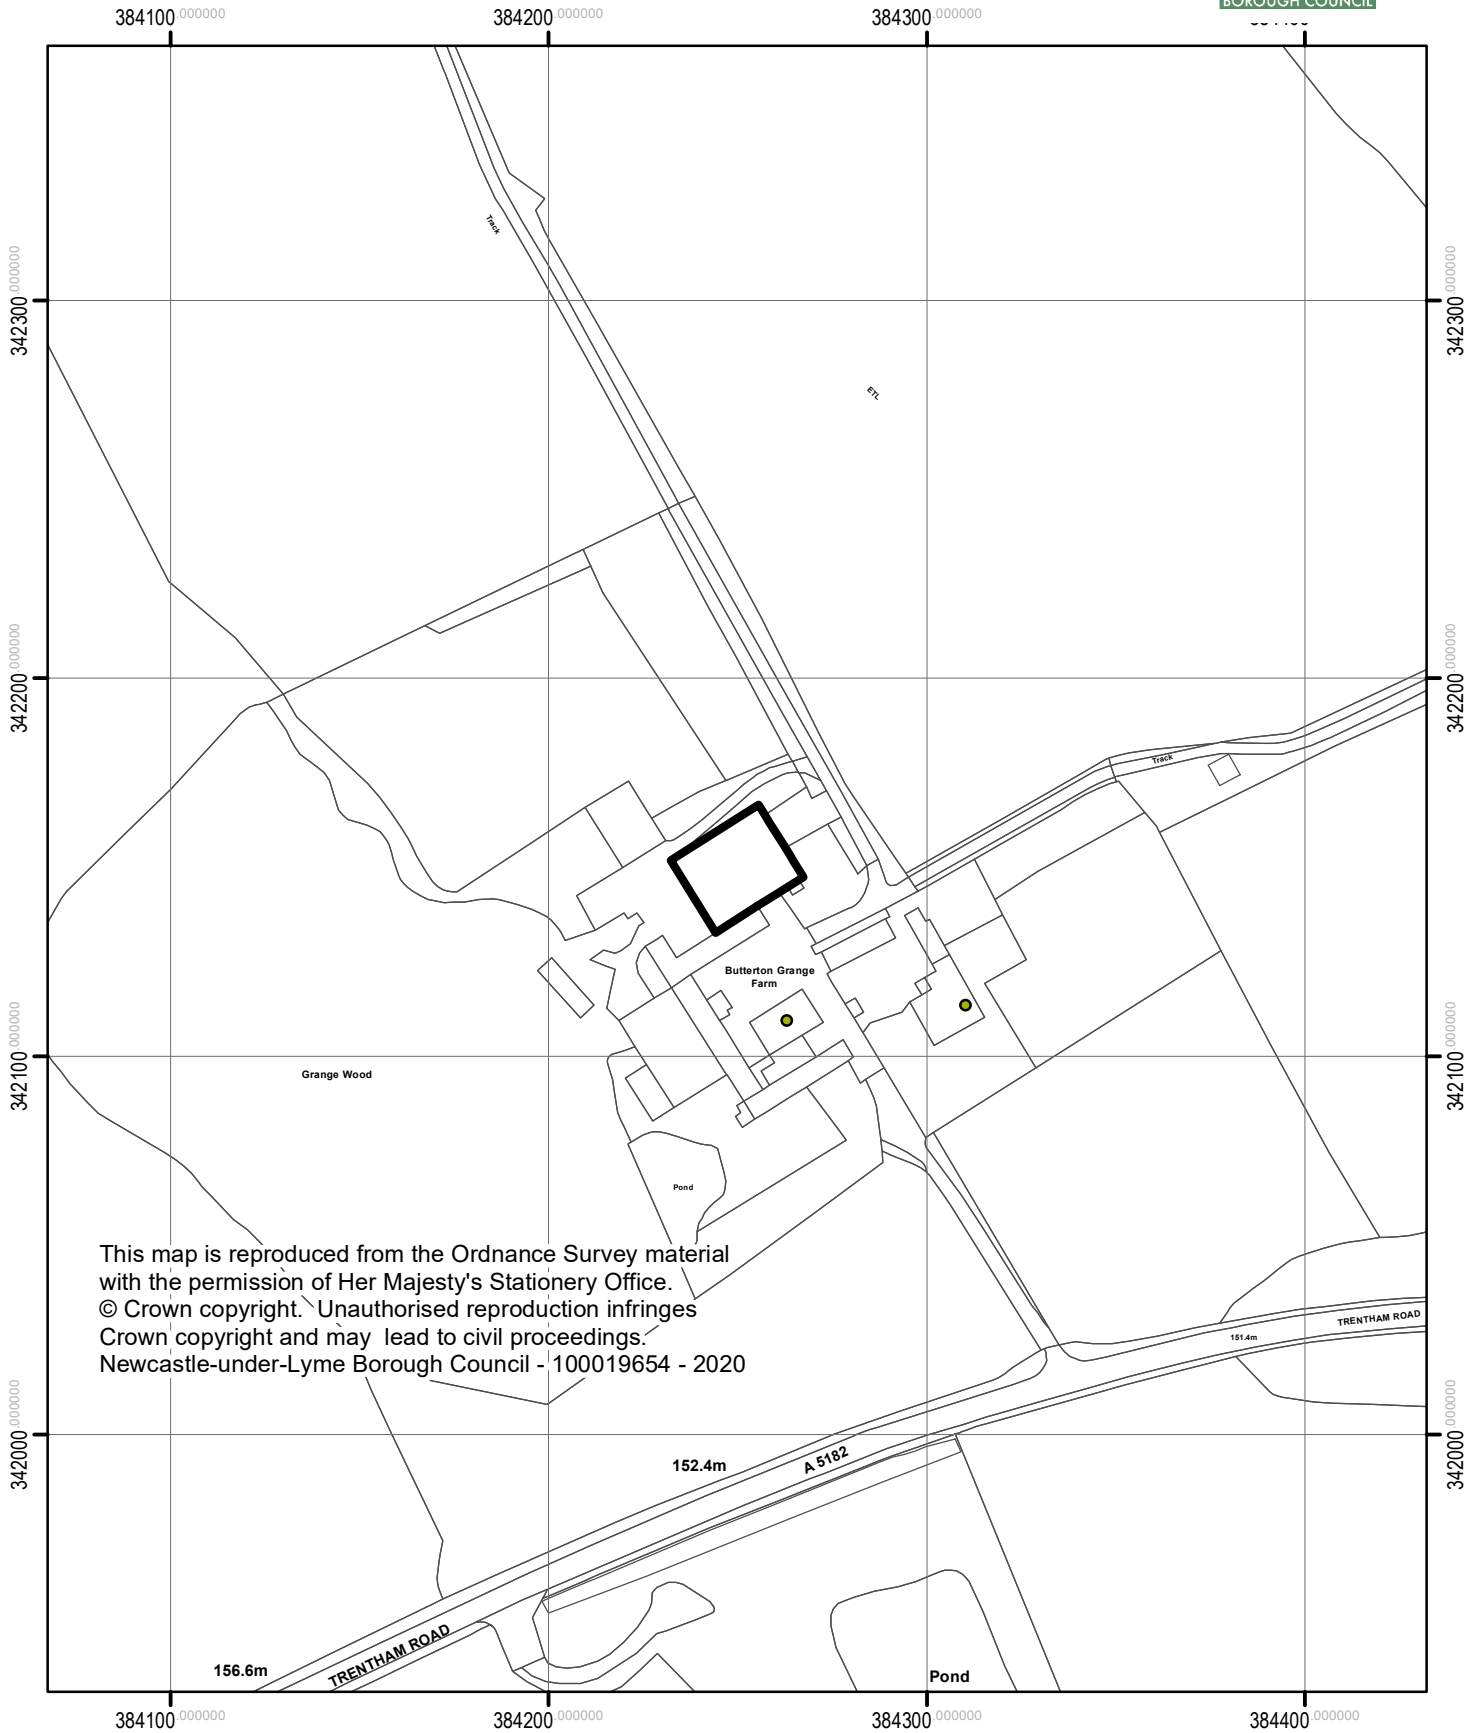 BOROUGH COUNCIL
384100.000000
384200.000000
384300.000000
Track
342300.000000
342300.000000
ETL
342200.000000
342200.000000
Track
Butterton Grange
Farm
342100.000000
342100.000000
Grange Wood
Pond
This map is reproduced from the Ordnance Survey material
with the permission of Her Majesty's Stationery Office.
© Crown copyright.  Unauthorised reproduction infringes
Crown copyright and may  lead to civil proceedings.
Newcastle-under-Lyme Borough Council - 100019654 - 2020
TRENTHAM ROAD
151.4m
342000.000000
342000.000000
A 5182
152.4m
TRENTHAM ROAD
156.6m
Pond
384100.000000
384200.000000
384300.000000
384400.000000